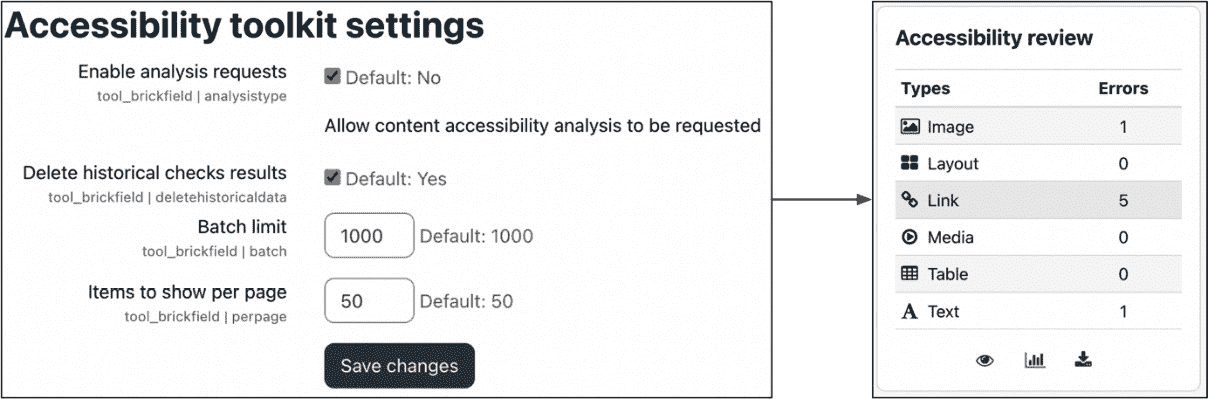 Accessibility toolkit settings
Enable analysis requests
tool_brickfield | analysistype
Default: No
Allow content accessibility analysis to be requested
Delete historical checks results
tool_brickfield | deletehistoricaldata
Default: Yes
Batch limit
tool_brickfield | batch
1000 Default: 1000
Items to show per page
tool_brickfield | perpage
50 Default: 50
Save changes
Accessibility review
Types Errors
Image 1
Layout 0
Link 5
Media 0
Table 0
Text 1